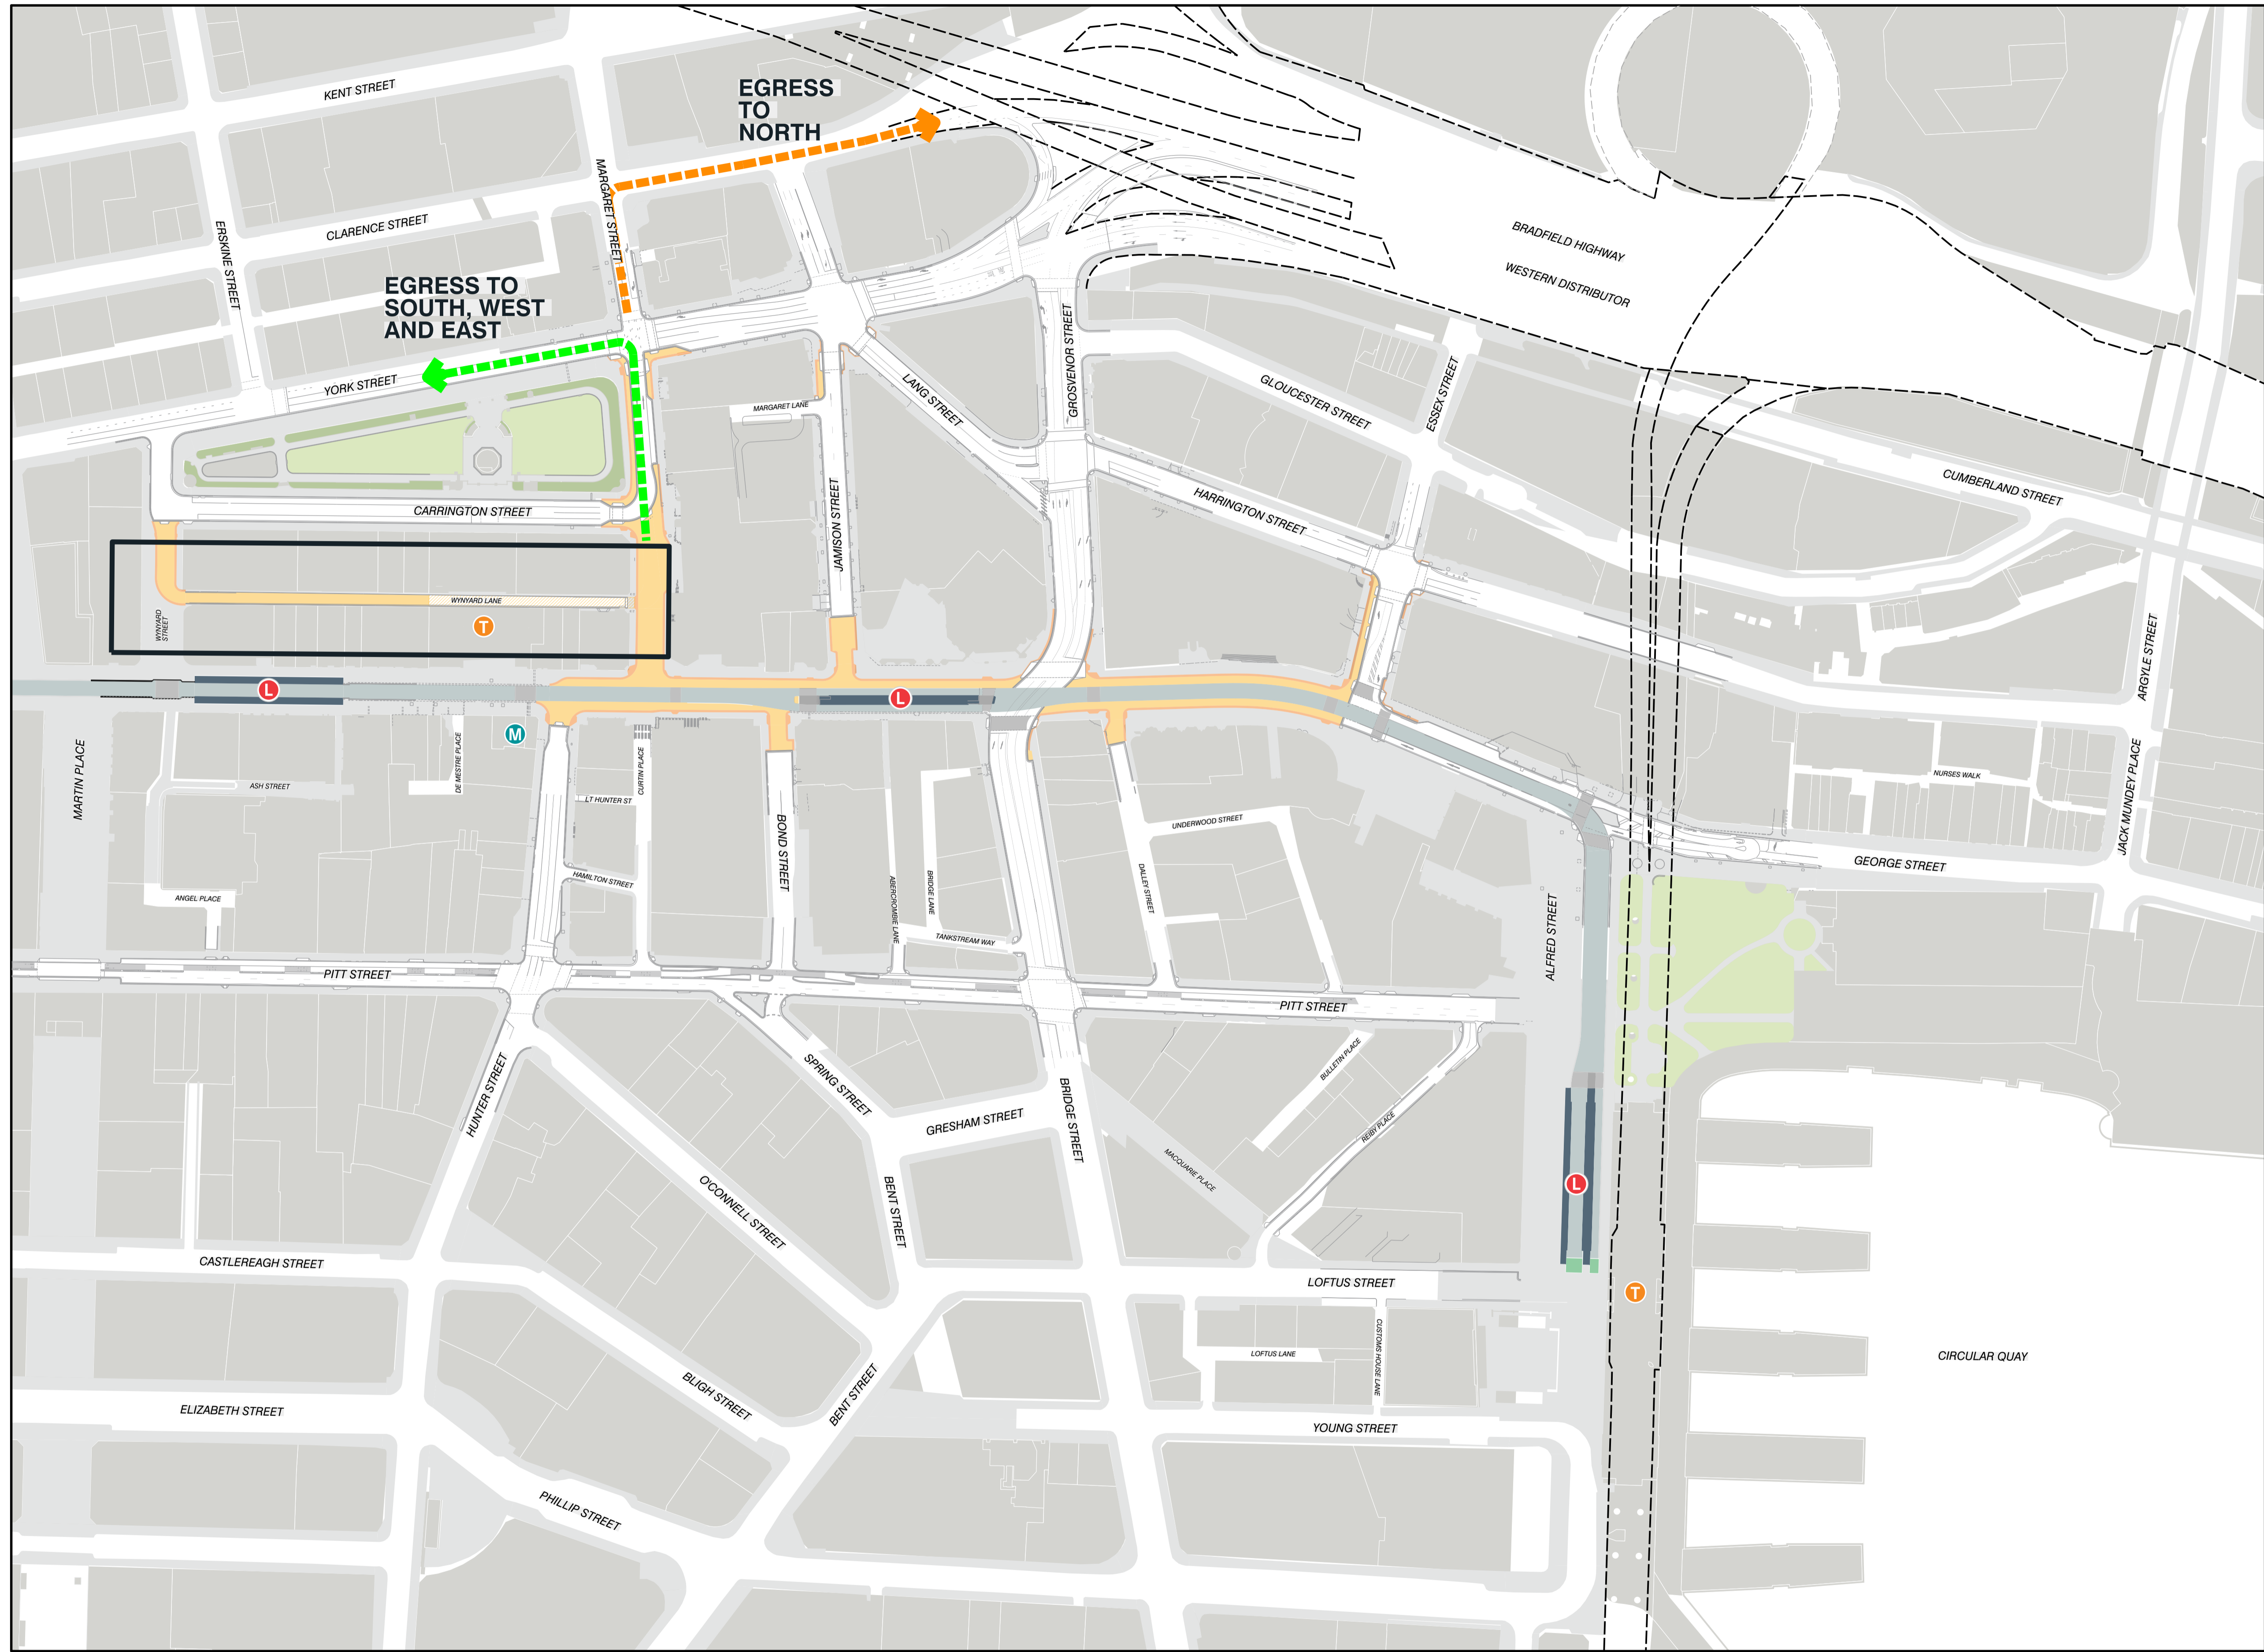 KENT STREET
EGRESS
TO
NORTH
MARGARET STREET
ERSKINE STREET
CLARENCE STREET
BRADFIELD HIGHWAY
WESTERN DISTRIBUTOR
EGRESS TO
SOUTH, WEST
AND EAST
YORK STREET
MARGARET LANE
LANG STREET
GROSVENOR STREET
GLOUCESTER STREET
ESSEX STREET
CUMBERLAND STREET
CARRINGTON STREET
JAMISON STREET
HARRINGTON STREET
WYNYARD LANE
WYNYARD
STREET
T
ARGYLE STREET
L
L
M
MARTIN PLACE
DE MESTRE PLACE
CURTIN PLACE
ASH STREET
LT HUNTER ST
BOND STREET
UNDERWOOD STREET
NURSES WALK
JACK MUNDEY PLACE
GEORGE STREET
HAMILTON STREET
ABERCROMBIE LANE
BRIDGE LANE
DALLEY STREET
ANGEL PLACE
TANKSTREAM WAY
ALFRED STREET
PITT STREET
PITT STREET
HUNTER STREET
SPRING STREET
BULLETIN PLACE
GRESHAM STREET
BRIDGE STREET
REIBY PLACE
MACQUARIE PLACE
O'CONNELL STREET
BENT STREET
L
CASTLEREAGH STREET
LOFTUS STREET
T
CUSTOMS HOUSE LANE
LOFTUS LANE
CIRCULAR QUAY
BLIGH STREET
BENT STREET
ELIZABETH STREET
YOUNG STREET
PHILLIP STREET